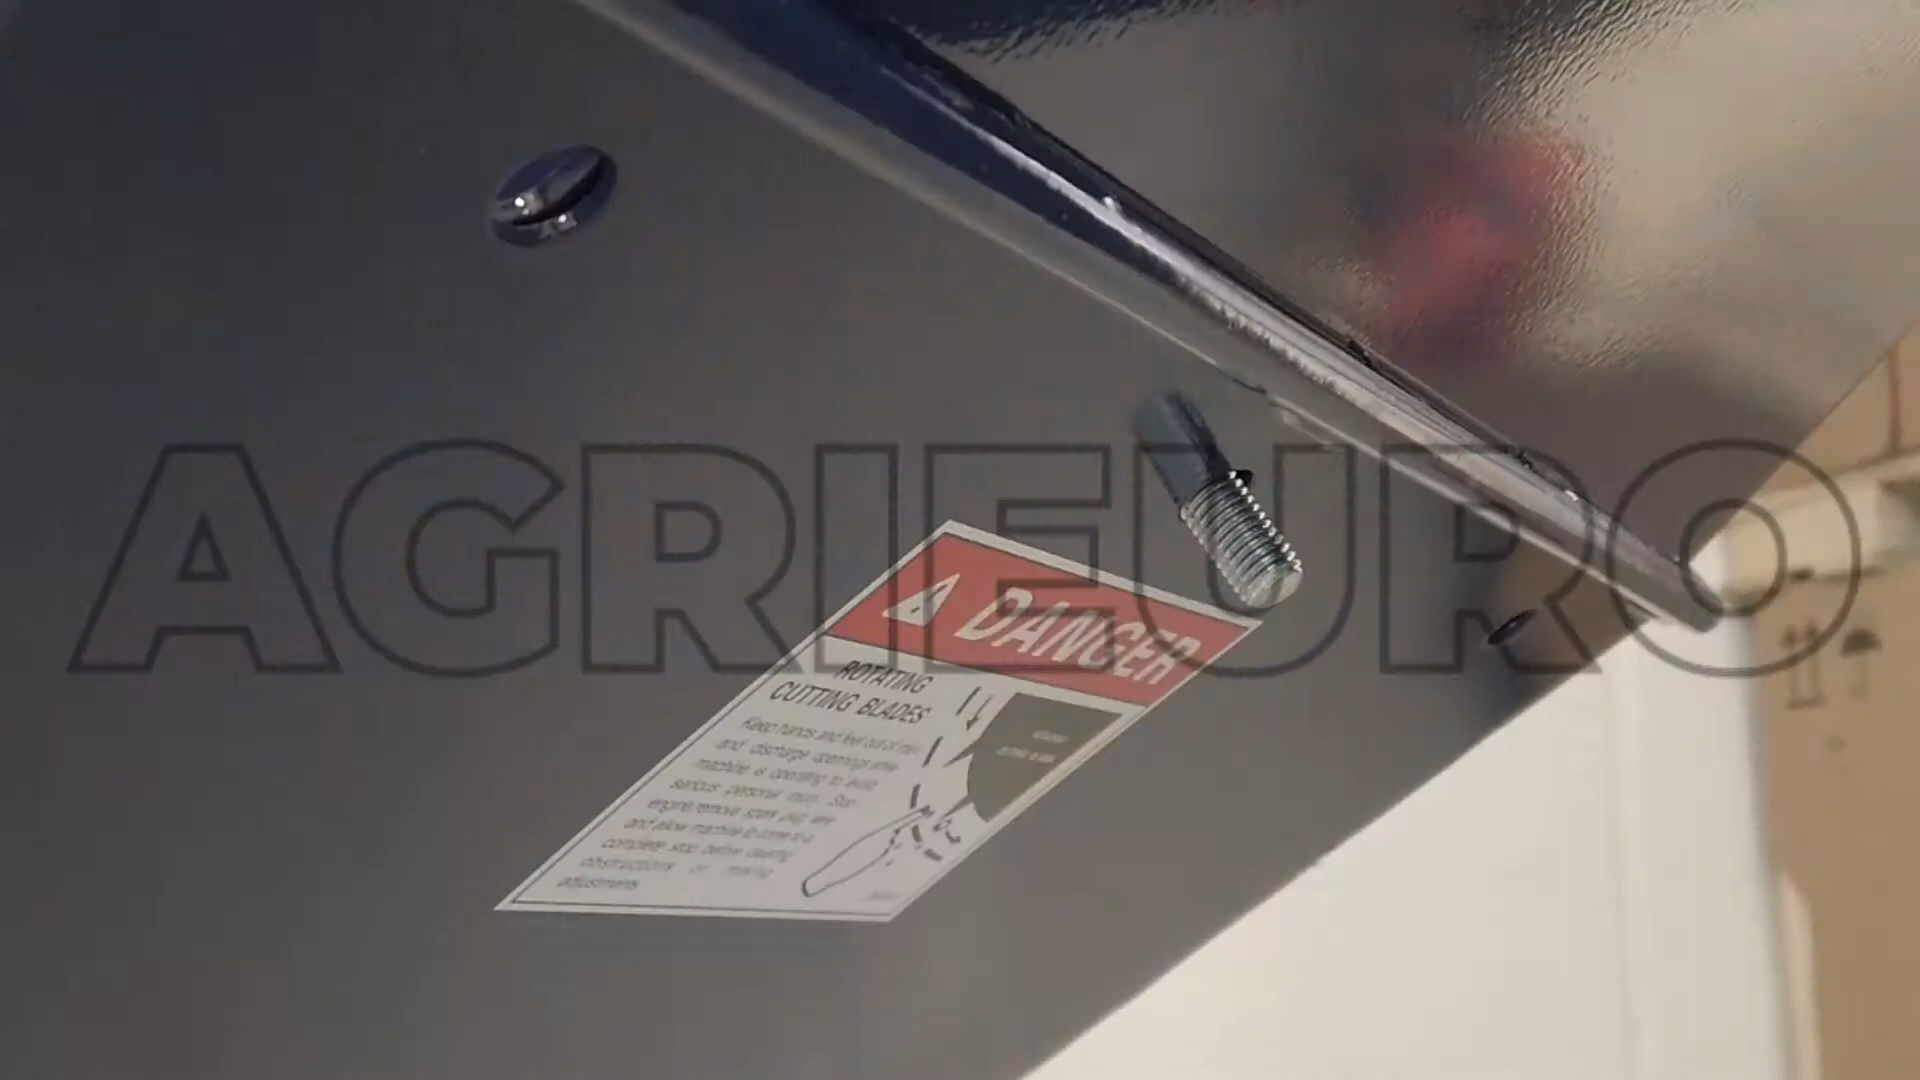 AGRIEURO
DANGER
ROTATING
CUTTING BLADES
Keep hands and feet out of
and discharge openings while
machine is operating to avoid
serious personal injury. Stop
engine,remove spark plug wire
and allow machine to come to a
complete stop before clearing
obstructions or making
adjustments